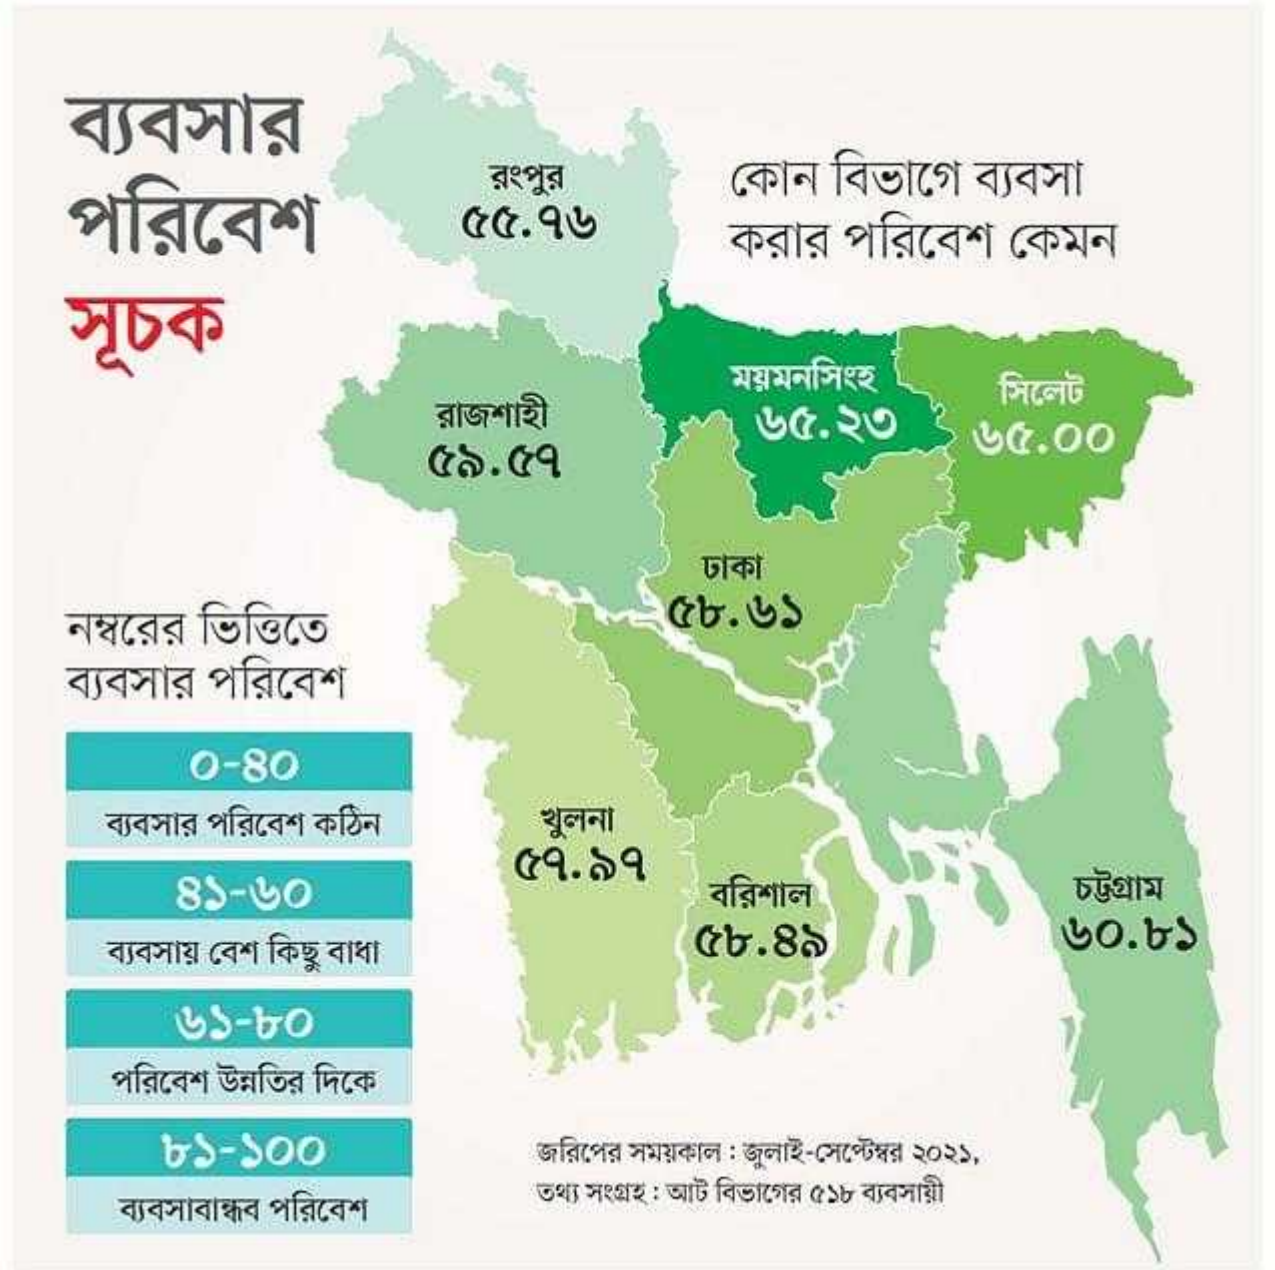 ব্যবসার
পরিবেশ
সূচক
কোন বিভাগে ব্যবসা
করার পরিবেশ কেমন
রংপুর
৫৫.৭৬
ময়মনসিংহ
৬৫.২৩
সিলেট
৬৫.০০
রাজশাহী
৫৯.৫৭
ঢাকা
৫৮.৬১
খুলনা
৫৭.৯৭
বরিশাল
৫৮.৪৯
চট্টগ্রাম
৬০.৮১
নম্বরের ভিত্তিতে
ব্যবসার পরিবেশ
০-৪০
ব্যবসার পরিবেশ কঠিন
৪১-৬০
ব্যবসায় বেশ কিছু বাধা
৬১-৮০
পরিবেশ উন্নতির দিকে
৮১-১০০
ব্যবসাবান্ধব পরিবেশ
জরিপের সময়কাল : জুলাই-সেপ্টেম্বর ২০২১,
তথ্য সংগ্রহ : আট বিভাগের ৫১৮ ব্যবসায়ী